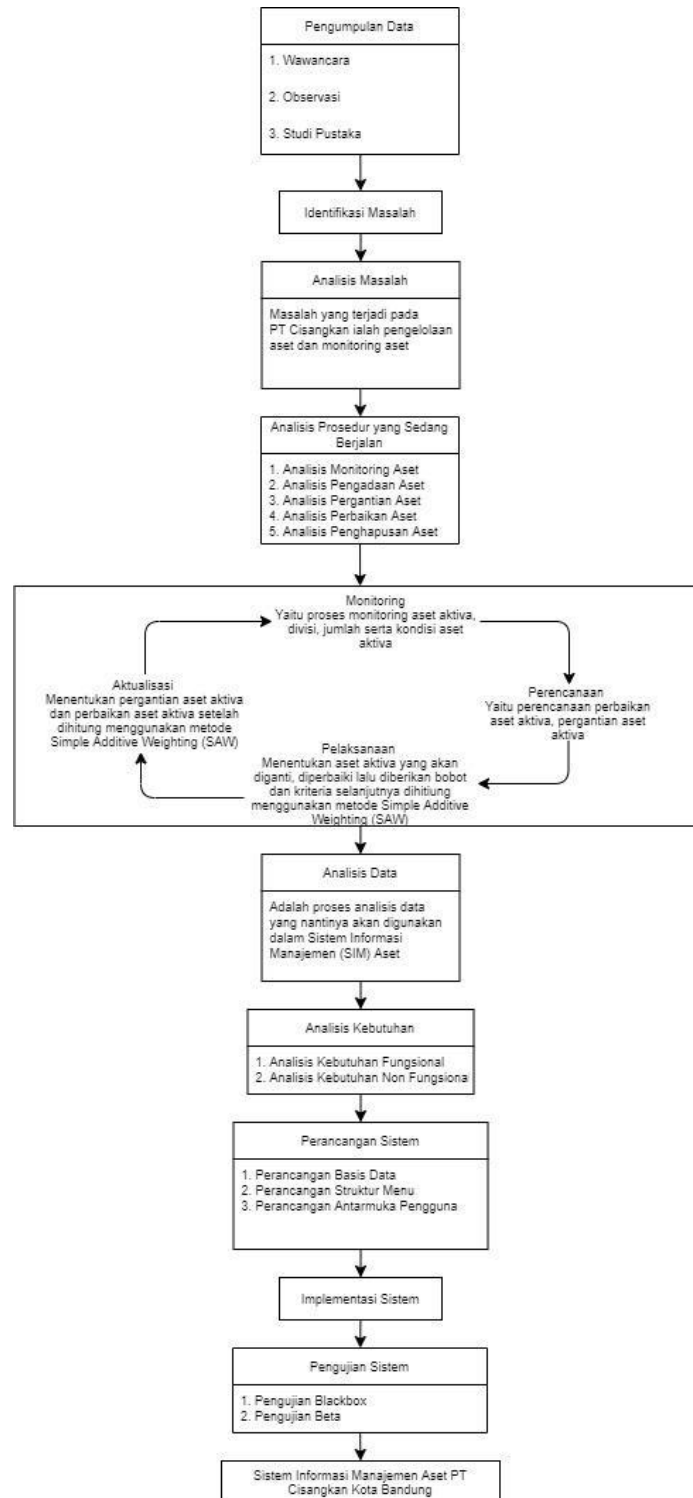 Pengumpulan Data
1. Wawancara
2. Observasi
3. Studi Pustaka
Identifikasi Masalah
Analisis Masalah
Masalah yang terjadi pada
PT Cisangkan ialah pengelolaan
aset dan monitoring aset
Analisis Prosedur yang Sedang
Berjalan
1. Analisis Monitoring Aset
2. Analisis Pengadaan Aset
3. Analisis Pergantian Aset
4. Analisis Perbaikan Aset
5. Analisis Penghapusan Aset
Monitoring
Yaitu proses monitoring aset aktiva,
divisi, jumlah serta kondisi aset
aktiva
Perencanaan
Yaitu perencanaan perbaikan
aset aktiva, pergantian aset
aktiva
Pelaksanaan
Menentukan aset aktiva yang akan
diganti, diperbaiki lalu diberikan bobot
dan kriteria selanjutnya dihitiung
menggunakan metode Simple Additive
Weighting (SAW)
Aktualisasi
Menentukan pergantian aset aktiva
dan perbaikan aset aktiva setelah
dihitung menggunakan metode
Simple Additive Weighting (SAW)
Analisis Data
Adalah proses analisis data
yang nantinya akan digunakan
dalam Sistem Informasi
Manajemen (SIM) Aset
Analisis Kebutuhan
1. Analisis Kebutuhan Fungsional
2. Analisis Kebutuhan Non Fungsiona
Perancangan Sistem
1. Perancangan Basis Data
2. Perancangan Struktur Menu
3. Perancangan Antarmuka Pengguna
Implementasi Sistem
Pengujian Sistem
1. Pengujian Blackbox
2. Pengujian Beta
Sistem Informasi Manajemen Aset PT
Cisangkan Kota Bandung